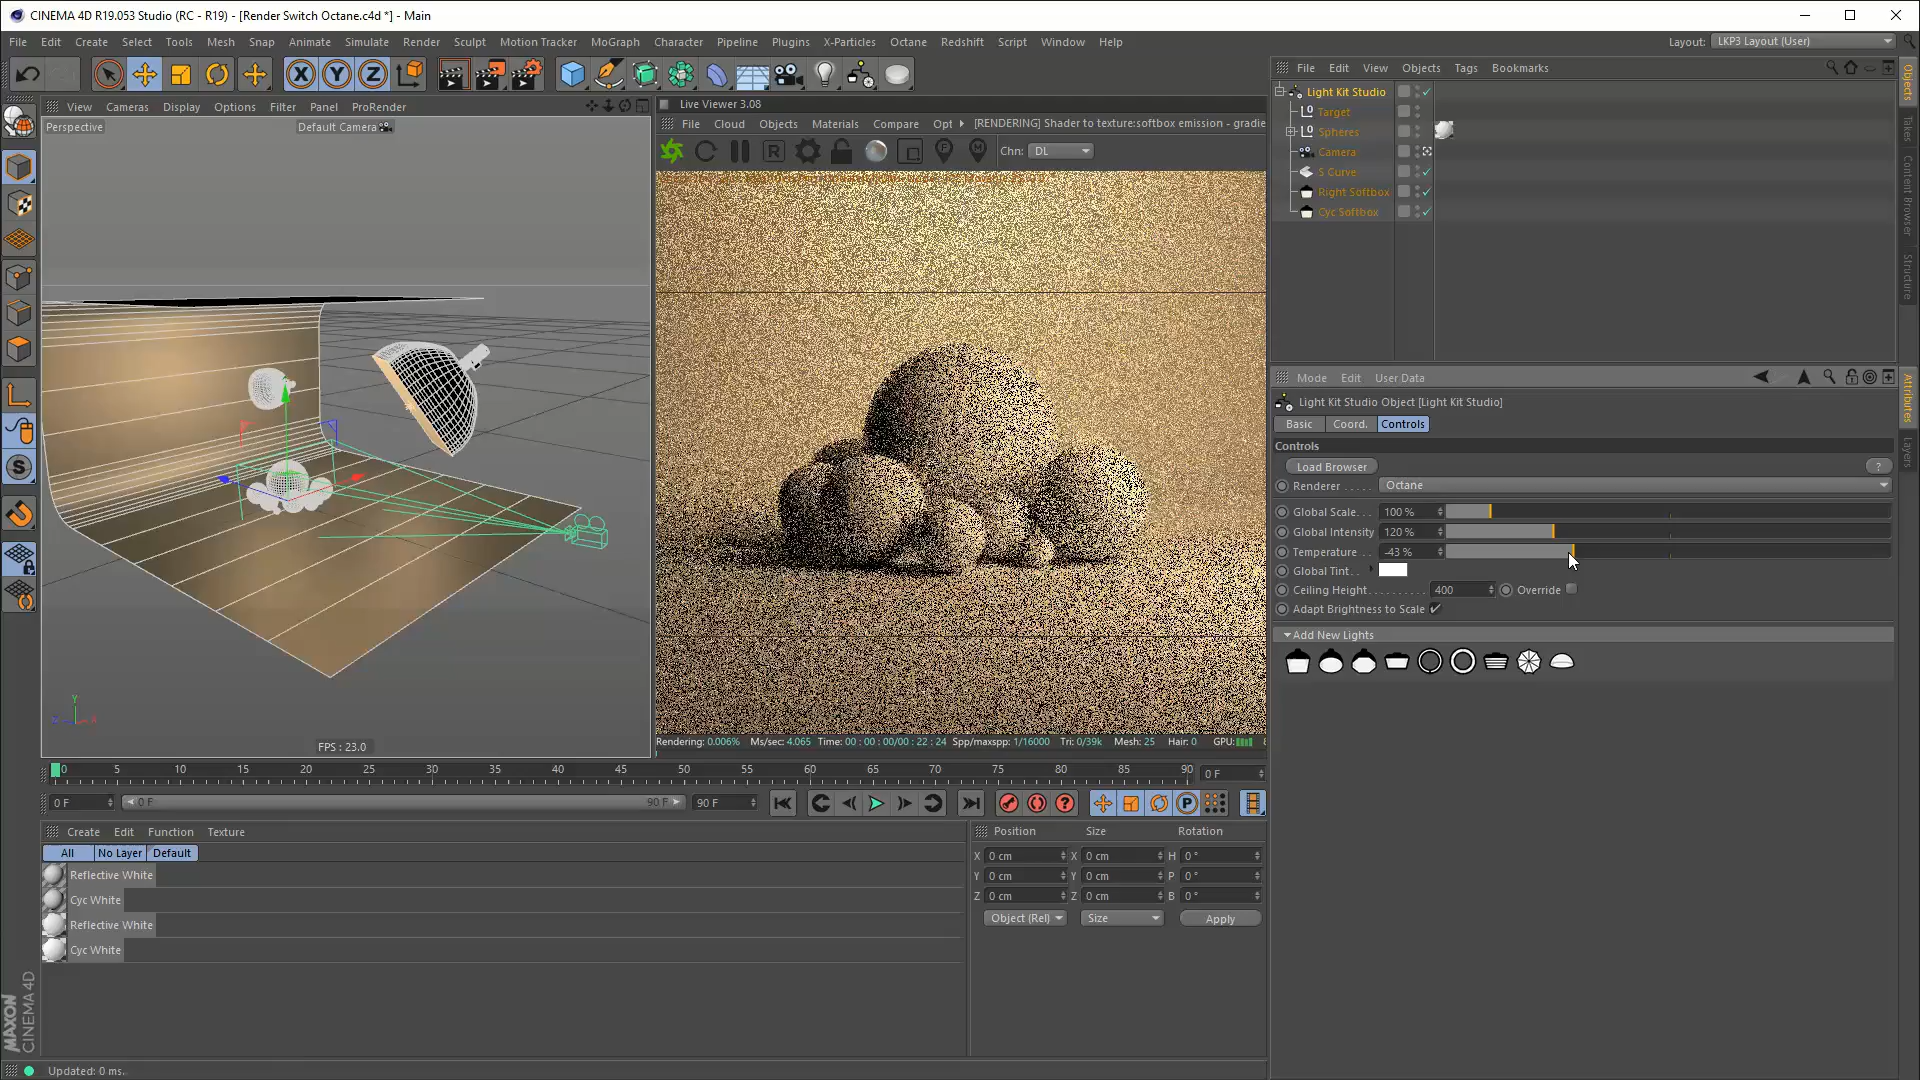 CINEMA 4D R19.053 Studio (RC - R19) - [Render Switch Octane.c4d *] - Main
File Edit Create Select Tools Mesh Snap Animate Simulate Render Sculpt Motion Tracker MoGraph Character Pipeline Plugins X-Particles Octane Redshift Script Window Help
Layout: LKP3 Layout (User)
X Y Z
View Cameras Display Options Filter Panel ProRender
Perspective
Default Camera
FPS : 23.0
Live Viewer 3.08
File Cloud Objects Materials Compare Opt [RENDERING] Shader to texture:softbox emission - gradie
Chn: DL
Rendering: 0.006% Ms/sec: 4.065 Time: 00 : 00 : 00/00 : 22 : 24 Spp/maxspp: 1/16000 Tri: 0/39k Mesh: 25 Hair: 0 GPU:
File Edit View Objects Tags Bookmarks
Light Kit Studio
Target
Spheres
Camera
S Curve
Right Softbox
Cyc Softbox
Objects
Takes
Content Browser
Structure
Mode Edit User Data
Light Kit Studio Object [Light Kit Studio]
Basic Coord. Controls
Controls
Load Browser ?
Renderer . . . . . Octane
Global Scale. . . 100 %
Global Intensity 120 %
Temperature . . -43 %
Global Tint. . .
Ceiling Height. . . . . . . . . . 400 Override
Adapt Brightness to Scale
Add New Lights
Attributes
Layers
0 5 10 15 20 25 30 35 40 45 50 55 60 65 70 75 80 85 90 0 F
0 F 0 F 90 F 90 F
Create Edit Function Texture
All No Layer Default
Reflective White
Cyc White
Reflective White
Cyc White
Position Size Rotation
X 0 cm X 0 cm H 0 °
Y 0 cm Y 0 cm P 0 °
Z 0 cm Z 0 cm B 0 °
Object (Rel) Size Apply
MAXON
CINEMA 4D
Updated: 0 ms.